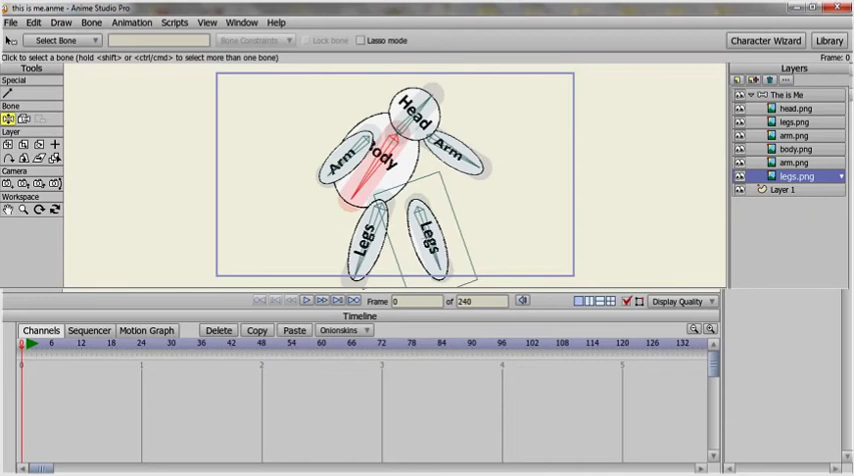 this is me.anme - Anime Studio Pro
File Edit Draw Bone Animation Scripts View Window Help
Select Bone Bone Constraints Lock bone Lasso mode Character Wizard Library
Click to select a bone (hold <shift> or <ctrl/cmd> to select more than one bone) Frame: 0
Tools Layers
Special
The is Me
Bone
head.png
legs.png
Layer
arm.png
body.png
Camera
arm.png
legs.png
Workspace
Layer 1
Head
Body
Arm
Arm
Legs
Legs
Frame 0 of 240 Display Quality
Timeline
Channels Sequencer Motion Graph Delete Copy Paste Onionskins
0 6 12 18 24 30 36 42 48 54 60 66 72 78 84 90 96 102 108 114 120 126 132
0 1 2 3 4 5